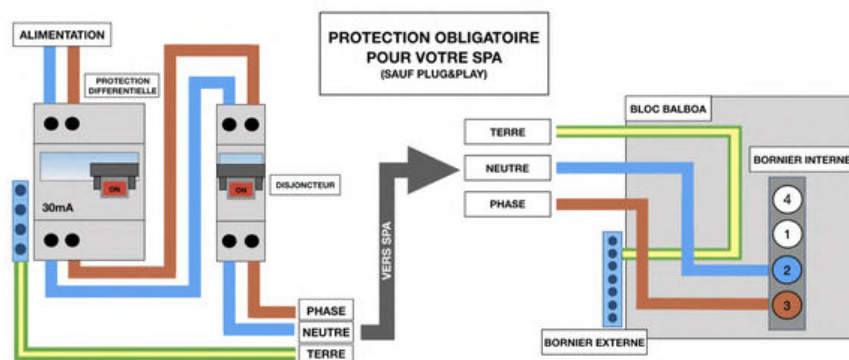 ALIMENTATION
PROTECTION
DIFFERENTIELLE
ON
30mA
ON
DISJONCTEUR
PHASE
NEUTRE
TERRE
PROTECTION OBLIGATOIRE
POUR VOTRE SPA
(SAUF PLUG&PLAY)
VERS SPA
TERRE
NEUTRE
PHASE
BLOC BALBOA
BORNIER INTERNE
4
1
2
3
BORNIER EXTERNE